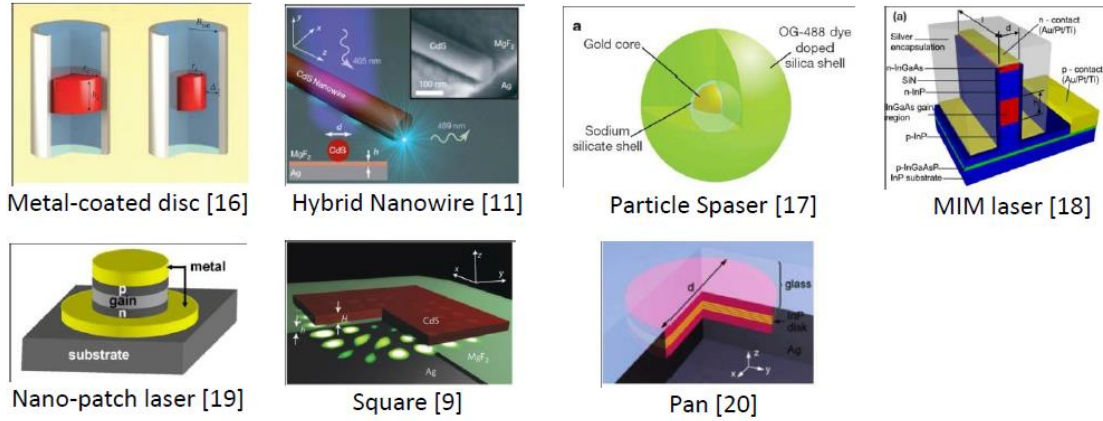 R_out
r_c
h
r_c
Δ
Metal-coated disc [16]
y
x
z
405 nm
CdS
MgF₂
Ag
100 nm
CdS Nanowire
489 nm
d
CdS
h
MgF₂
Ag
Hybrid Nanowire [11]
a
Gold core
OG-488 dye
doped
silica shell
Sodium
silicate shell
Particle Spaser [17]
(a)
Silver
encapsulation
n-InGaAs
SiN
n-InP
InGaAs gain
region
p-InP
p-InGaAsP
InP substrate
d
h
n - contact
(Au/Pt/Ti)
p - contact
(Au/Pt/Ti)
MIM laser [18]
metal
p
gain
n
substrate
Nano-patch laser [19]
z
x
y
H
h
CdS
MgF₂
Ag
Square [9]
d
glass
InP
disk
Ag
z
x
y
Pan [20]